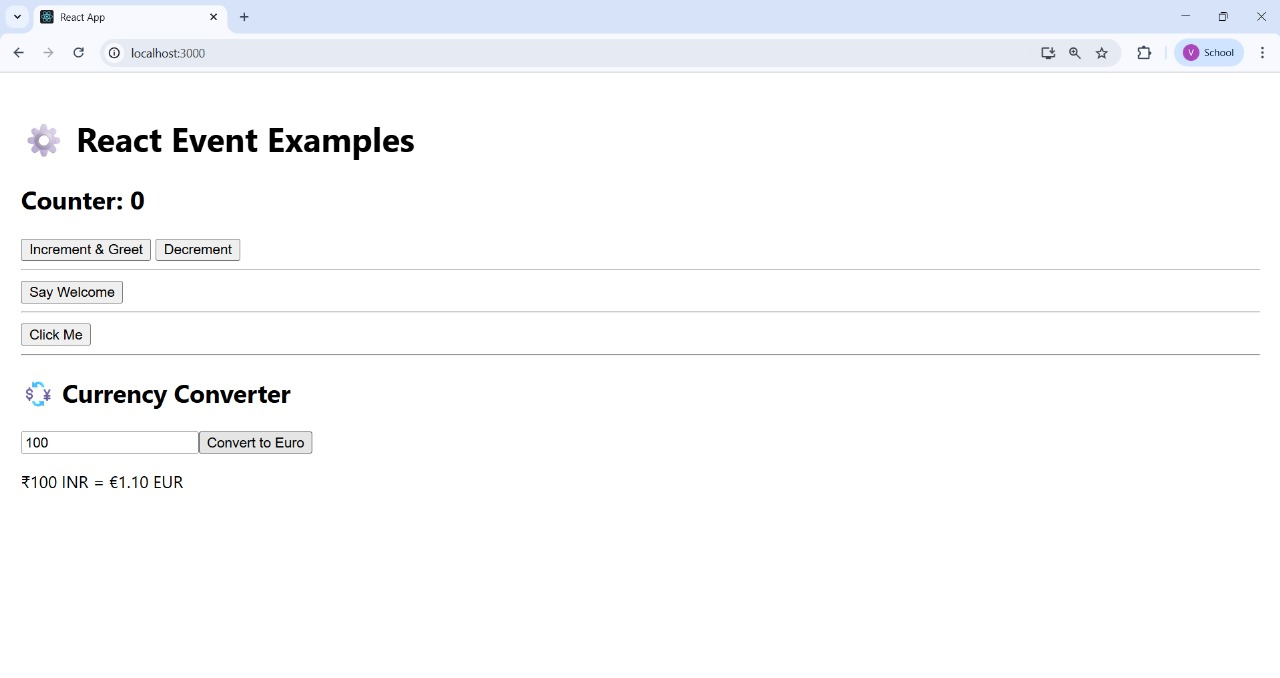 React App
localhost:3000
V School
React Event Examples
Counter: 0
Increment & Greet Decrement
Say Welcome
Click Me
$ ¥ Currency Converter
100 Convert to Euro
₹100 INR = €1.10 EUR